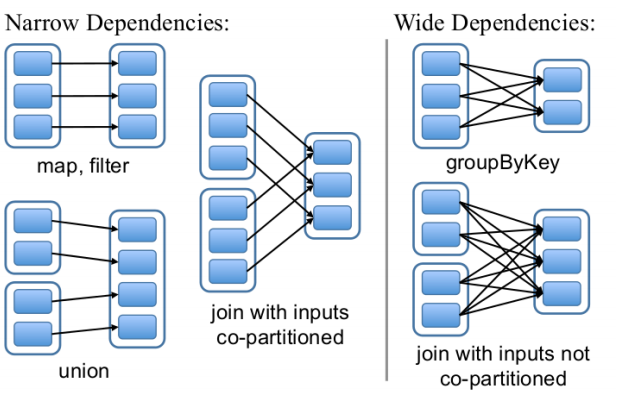 Narrow Dependencies:
Wide Dependencies:
map, filter
groupByKey
join with inputs
co-partitioned
union
join with inputs not
co-partitioned